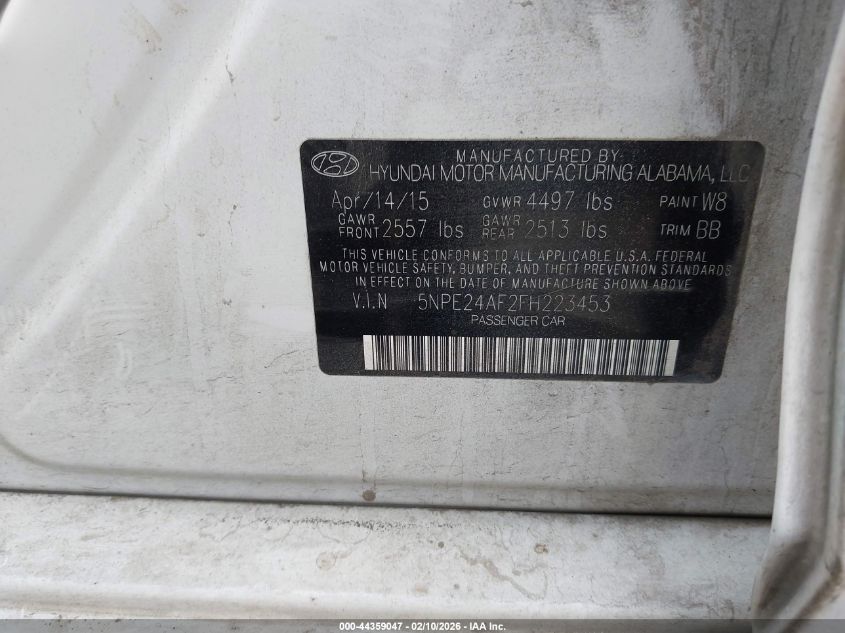 MANUFACTURED BY
HYUNDAI MOTOR MANUFACTURING ALABAMA, LLC
Apr/14/15 GVWR 4497 lbs PAINT W8
GAWR FRONT 2557 lbs GAWR REAR 2513 lbs TRIM BB
THIS VEHICLE CONFORMS TO ALL APPLICABLE U.S.A. FEDERAL
MOTOR VEHICLE SAFETY, BUMPER, AND THEFT PREVENTION STANDARDS
IN EFFECT ON THE DATE OF MANUFACTURE SHOWN ABOVE
V.I.N 5NPE24AF2FH223453
PASSENGER CAR
000-44359047 - 02/10/2026 - IAA Inc.